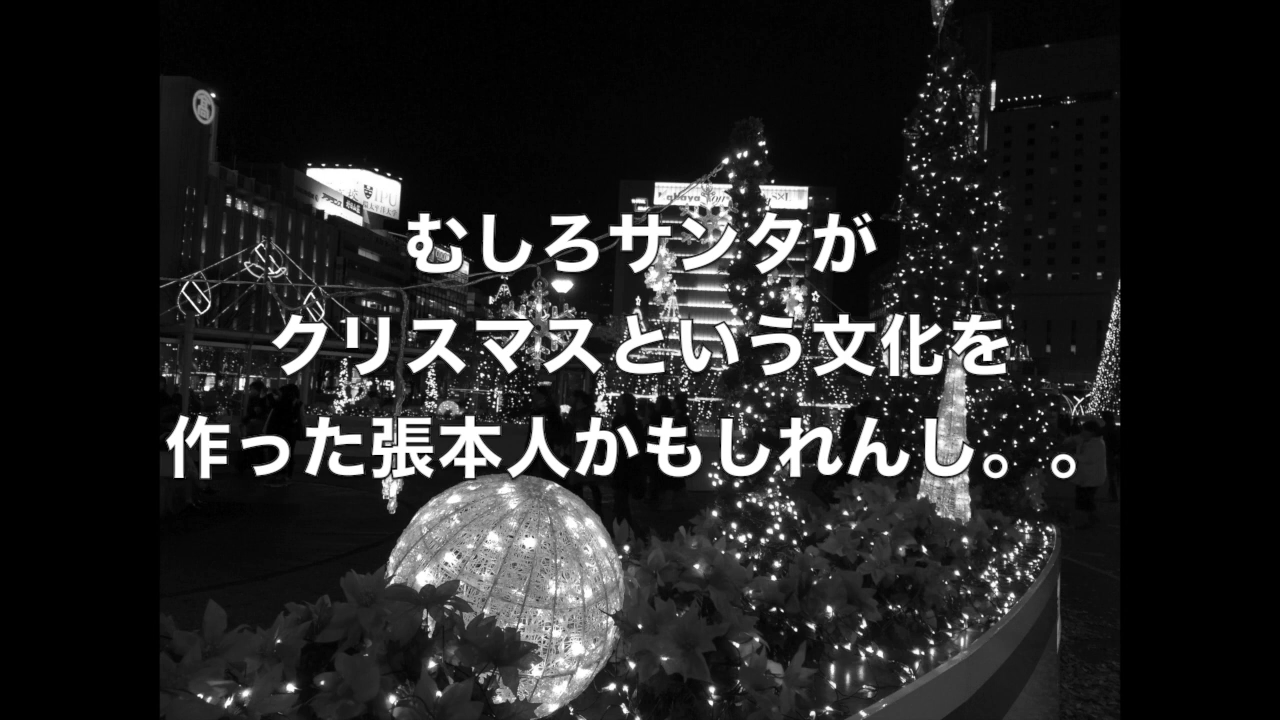 むしろサンタが
クリスマスという文化を
作った張本人かもしれんし。。